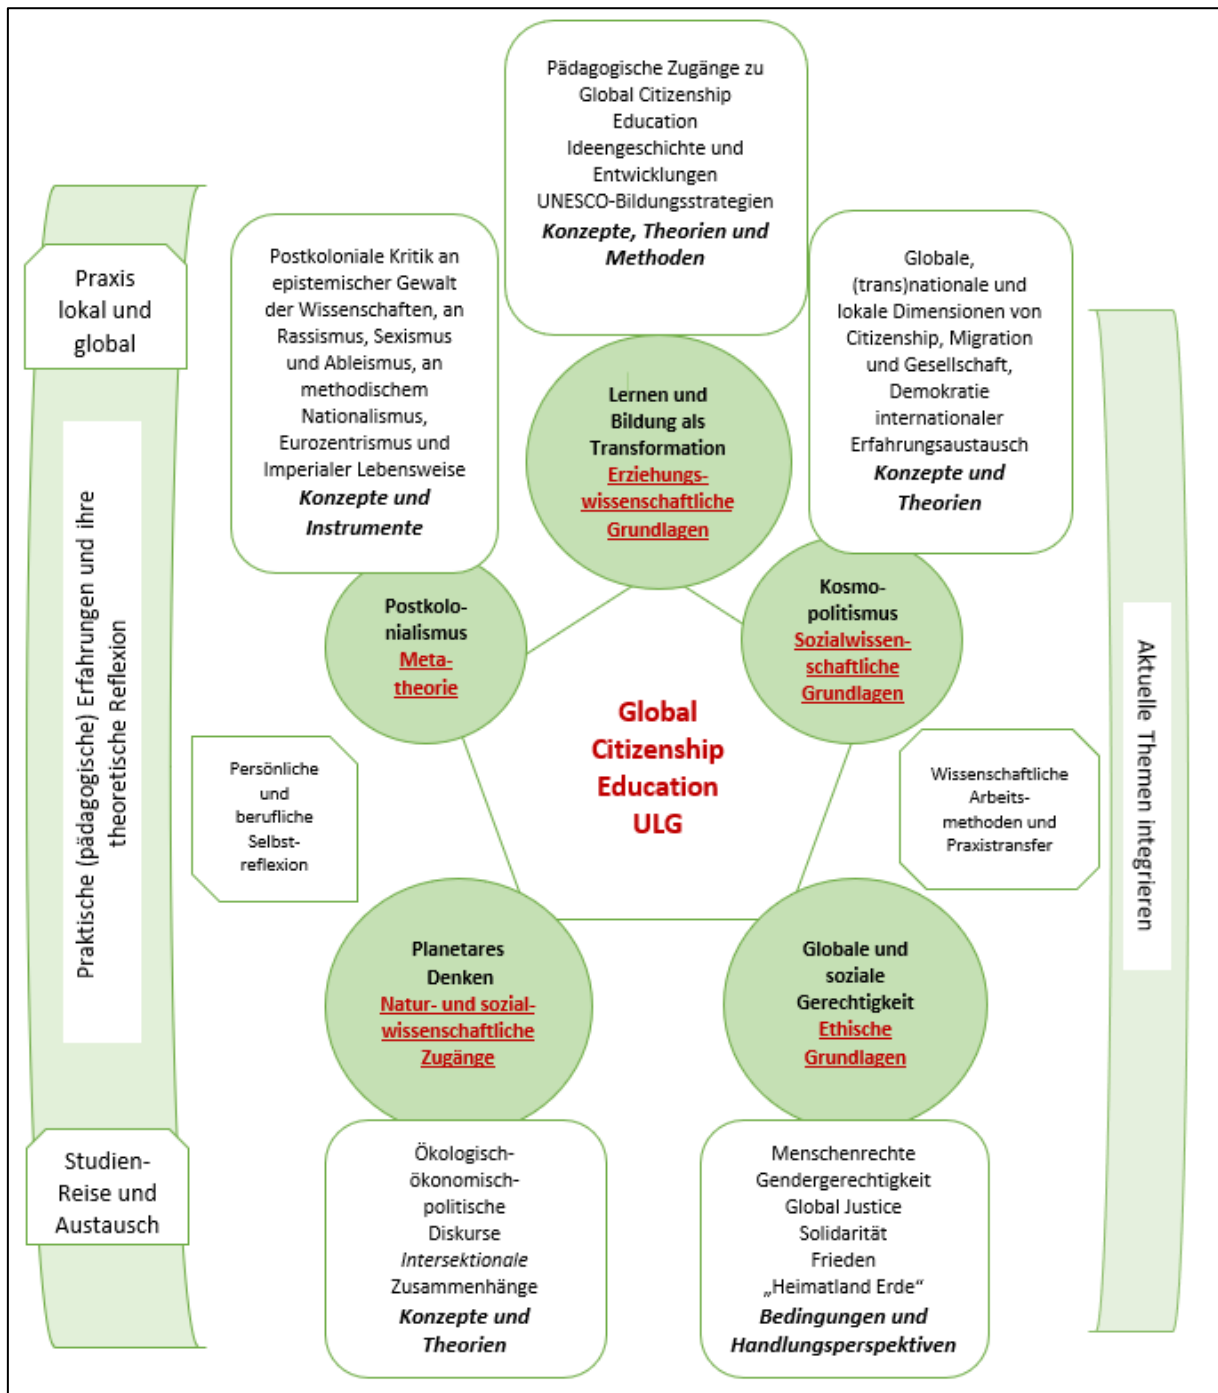 Pädagogische Zugänge zu
Global Citizenship
Education
Ideengeschichte und
Entwicklungen
UNESCO-Bildungsstrategien
Konzepte, Theorien und
Methoden
Postkoloniale Kritik an
epistemischer Gewalt
der Wissenschaften, an
Rassismus, Sexismus
und Ableismus, an
methodischem
Nationalismus,
Eurozentrismus und
Imperialer Lebensweise
Konzepte und
Instrumente
Globale,
(trans)nationale und
lokale Dimensionen von
Citizenship, Migration
und Gesellschaft,
Demokratie
internationaler
Erfahrungsaustausch
Konzepte und
Theorien
Praxis
lokal und
global
Praktische (pädagogische) Erfahrungen und ihre
theoretische Reflexion
Studien-
Reise und
Austausch
Lernen und
Bildung als
Transformation
Erziehungs-
wissenschaftliche
Grundlagen
Postkolo-
nialismus
Meta-
theorie
Kosmo-
politismus
Sozialwissen-
schaftliche
Grundlagen
Global
Citizenship
Education
ULG
Persönliche
und
berufliche
Selbst-
reflexion
Wissenschaftliche
Arbeits-
methoden und
Praxistransfer
Aktuelle Themen integrieren
Planetares
Denken
Natur- und sozial-
wissenschaftliche
Zugänge
Globale und
soziale
Gerechtigkeit
Ethische
Grundlagen
Ökologisch-
ökonomisch-
politische
Diskurse
Intersektionale
Zusammenhänge
Konzepte und
Theorien
Menschenrechte
Gendergerechtigkeit
Global Justice
Solidarität
Frieden
„Heimatland Erde“
Bedingungen und
Handlungsperspektiven